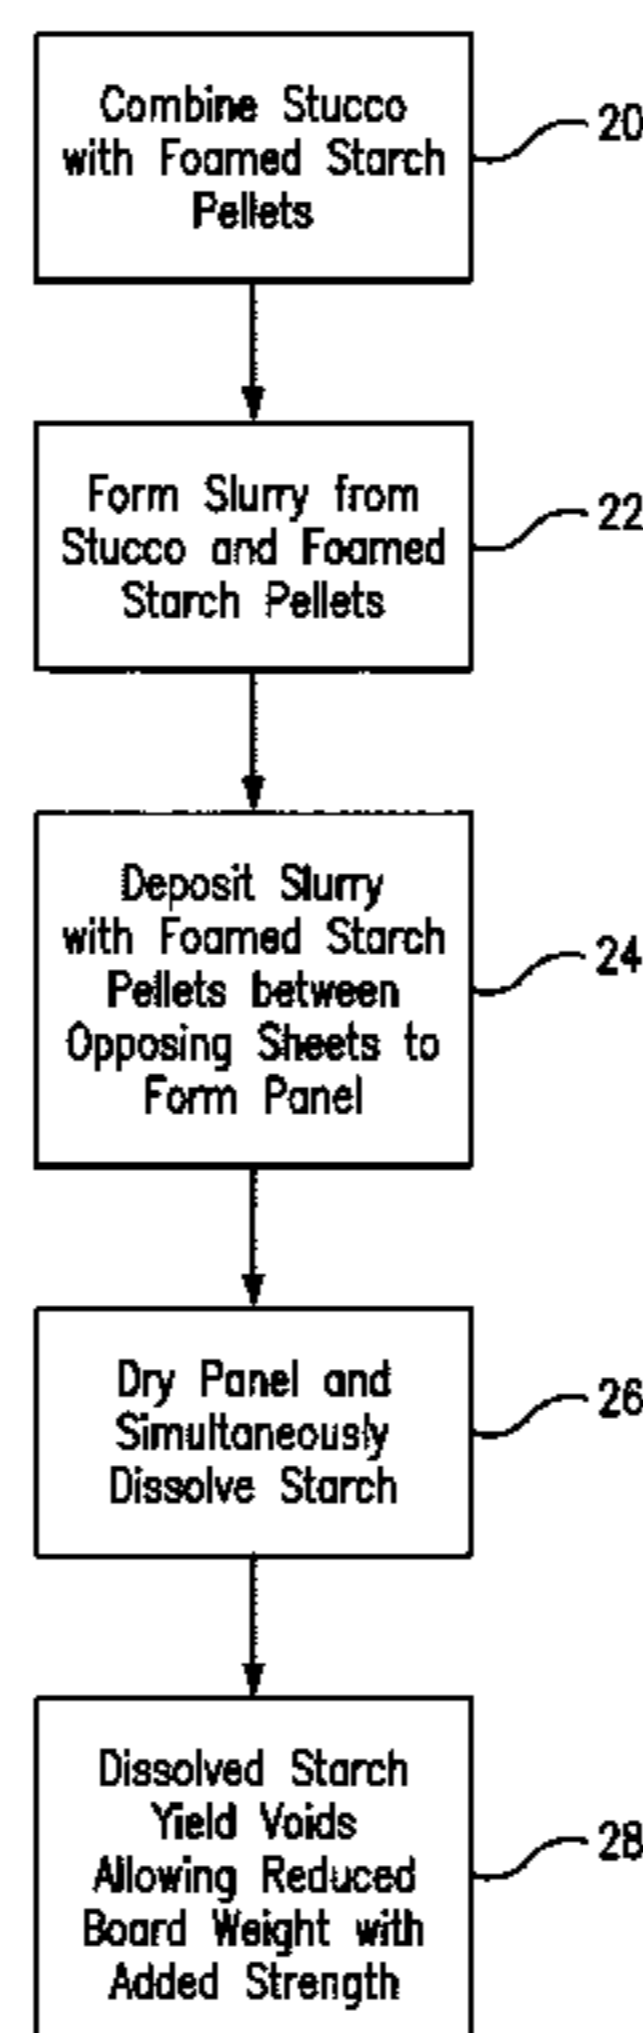 Combine Stucco
with Foamed Starch
Pellets
20
Form Slurry from
Stucco and Foamed
Starch Pellets
22
Deposit Slurry
with Foamed Starch
Pellets between
Opposing Sheets to
Form Panel
24
Dry Panel and
Simultaneously
Dissolve Starch
26
Dissolved Starch
Yield Voids
Allowing Reduced
Board Weight with
Added Strength
28